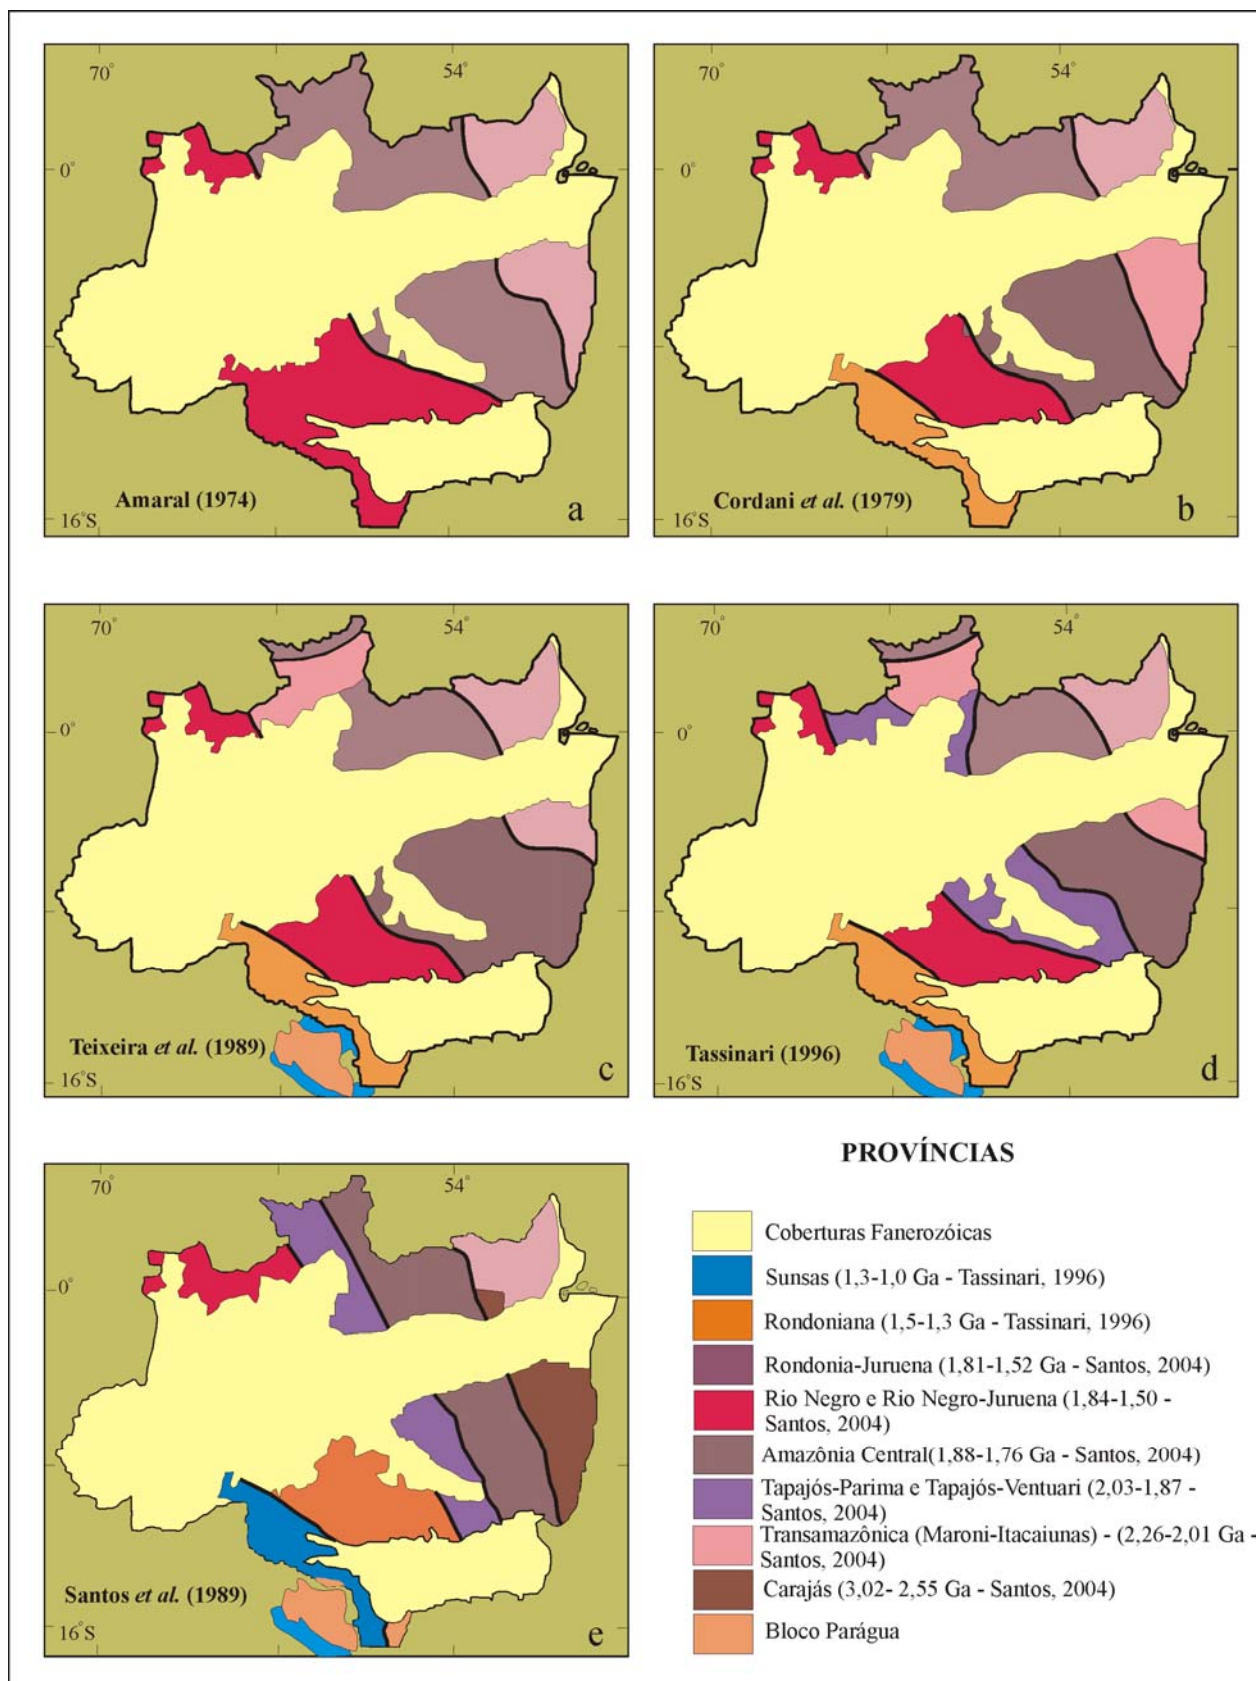 70°
54°
0°
Amaral (1974)
a
16°S
70°
54°
0°
Cordani et al. (1979)
b
16°S
70°
54°
0°
Teixeira et al. (1989)
c
16°S
70°
54°
0°
Tassinari (1996)
d
16°S
70°
54°
0°
Santos et al. (1989)
e
16°S
PROVÍNCIAS
Coberturas Fanerozóicas
Sunsas (1,3-1,0 Ga - Tassinari, 1996)
Rondoniana (1,5-1,3 Ga - Tassinari, 1996)
Rondonia-Juruena (1,81-1,52 Ga - Santos, 2004)
Rio Negro e Rio Negro-Juruena (1,84-1,50 -
Santos, 2004)
Amazônia Central(1,88-1,76 Ga - Santos, 2004)
Tapajós-Parima e Tapajós-Ventuari (2,03-1,87 -
Santos, 2004)
Transamazônica (Maroni-Itacaiunas) - (2,26-2,01 Ga -
Santos, 2004)
Carajás (3,02- 2,55 Ga - Santos, 2004)
Bloco Parágua